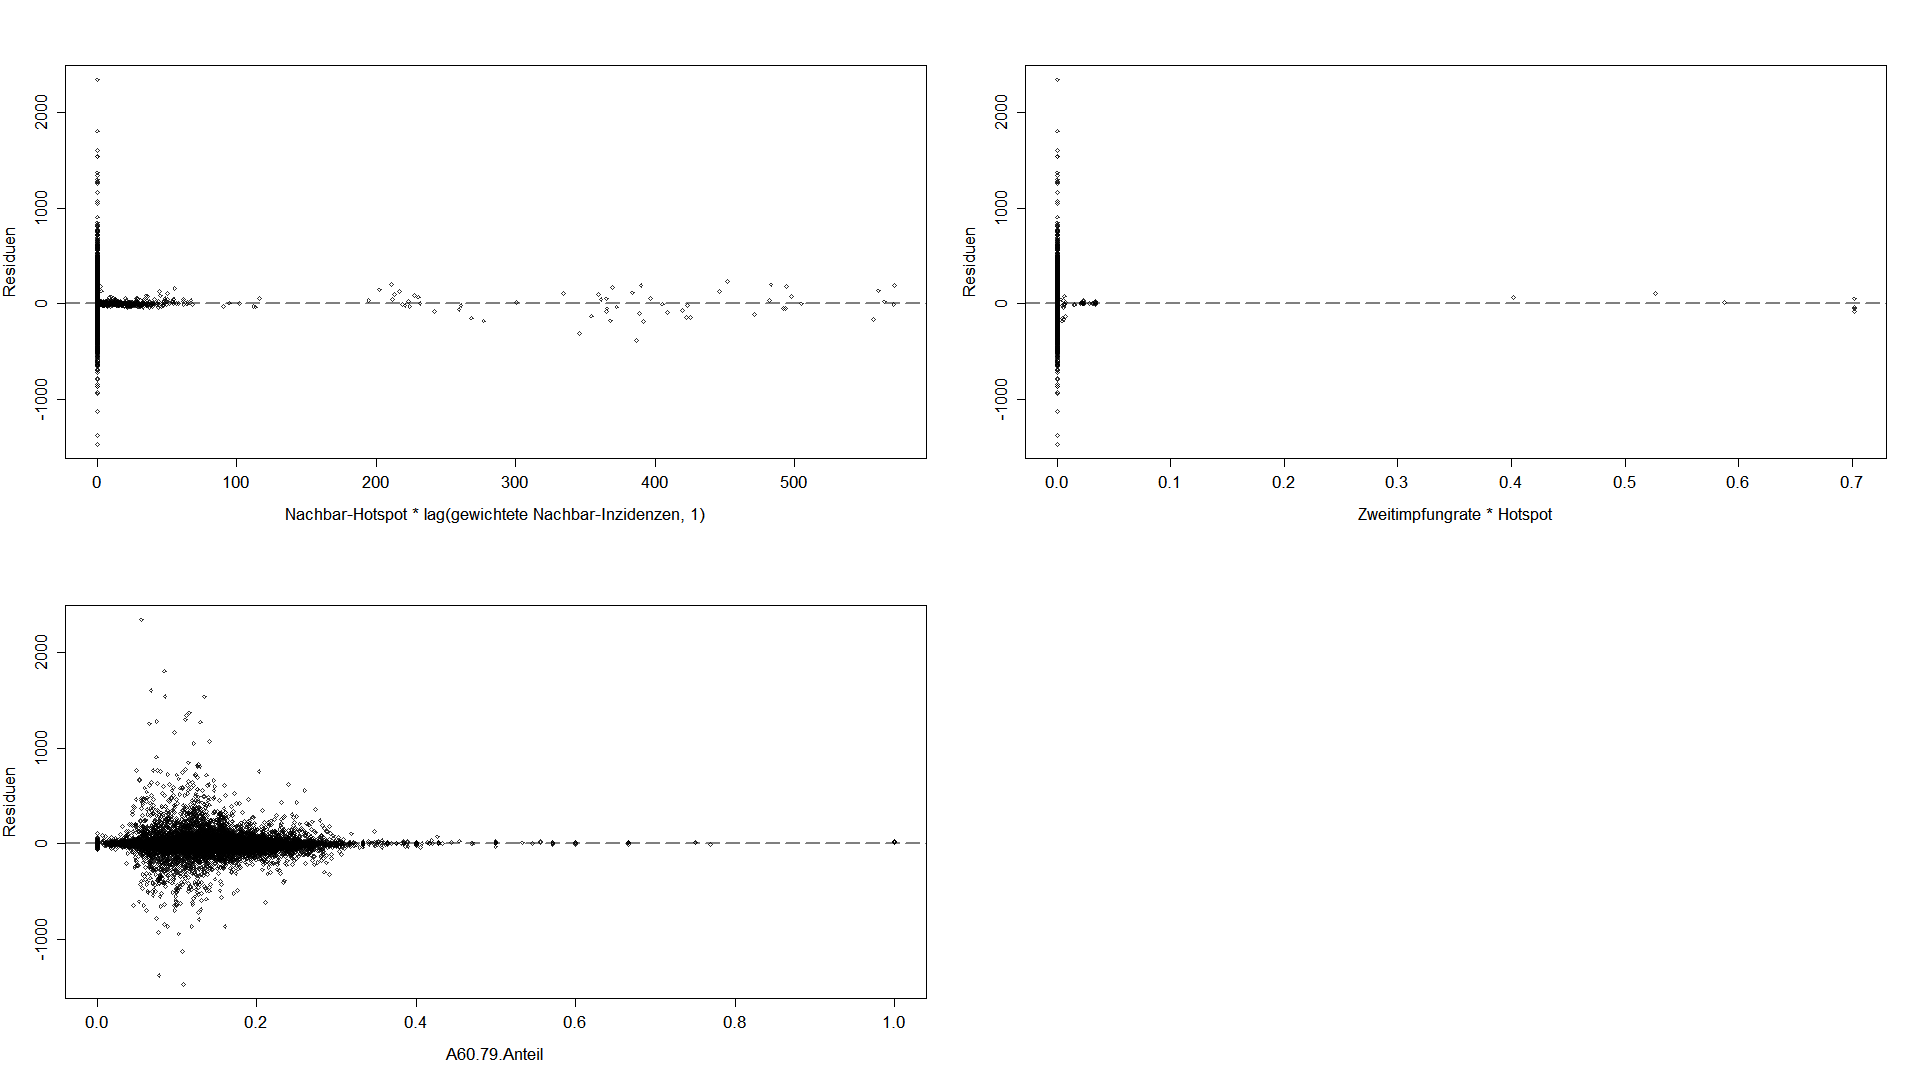 Residuen
2000
1000
0
-1000
0 100 200 300 400 500
Nachbar-Hotspot * lag(gewichtete Nachbar-Inzidenzen, 1)
Residuen
2000
1000
0
-1000
0.0 0.1 0.2 0.3 0.4 0.5 0.6 0.7
Zweitimpfungrate * Hotspot
Residuen
2000
1000
0
-1000
0.0 0.2 0.4 0.6 0.8 1.0
A60.79.Anteil